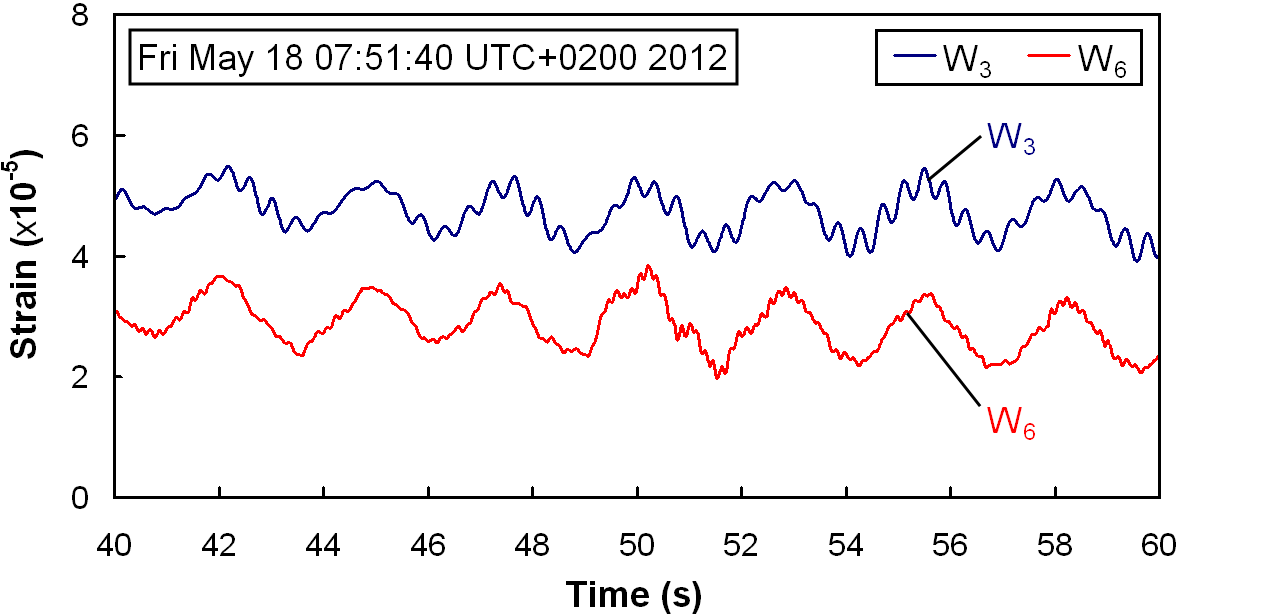 8
Fri May 18 07:51:40 UTC+0200 2012
W₃ W₆
6
W₃
Strain (x10⁻⁵)
4
2
W₆
0
40 42 44 46 48 50 52 54 56 58 60
Time (s)